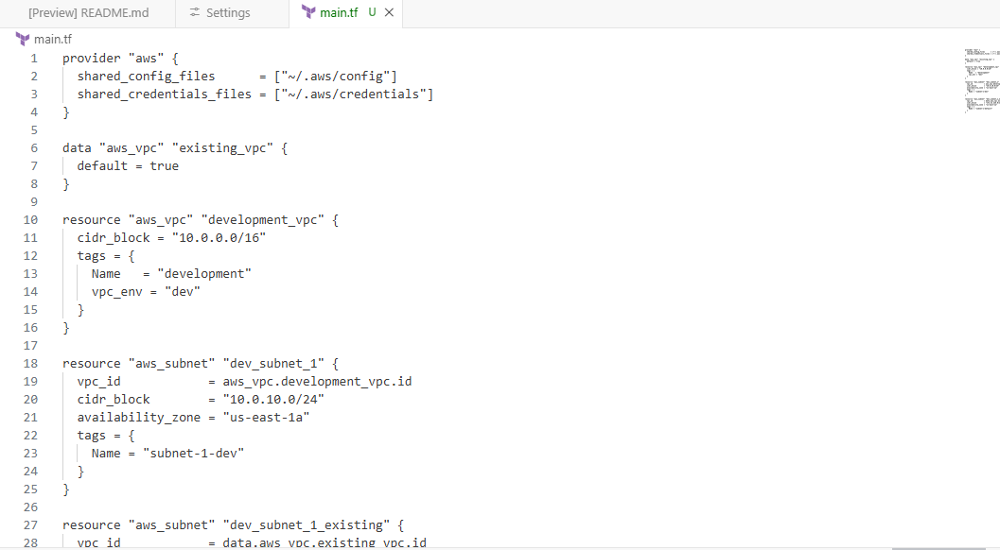 [Preview] README.md Settings main.tf U
main.tf
1 provider "aws" {
2 shared_config_files = ["~/.aws/config"]
3 shared_credentials_files = ["~/.aws/credentials"]
4 }
5
6 data "aws_vpc" "existing_vpc" {
7 default = true
8 }
9
10 resource "aws_vpc" "development_vpc" {
11 cidr_block = "10.0.0.0/16"
12 tags = {
13 Name = "development"
14 vpc_env = "dev"
15 }
16 }
17
18 resource "aws_subnet" "dev_subnet_1" {
19 vpc_id = aws_vpc.development_vpc.id
20 cidr_block = "10.0.10.0/24"
21 availability_zone = "us-east-1a"
22 tags = {
23 Name = "subnet-1-dev"
24 }
25 }
26
27 resource "aws_subnet" "dev_subnet_1_existing" {
28 vpc_id = data.aws_vpc.existing_vpc.id